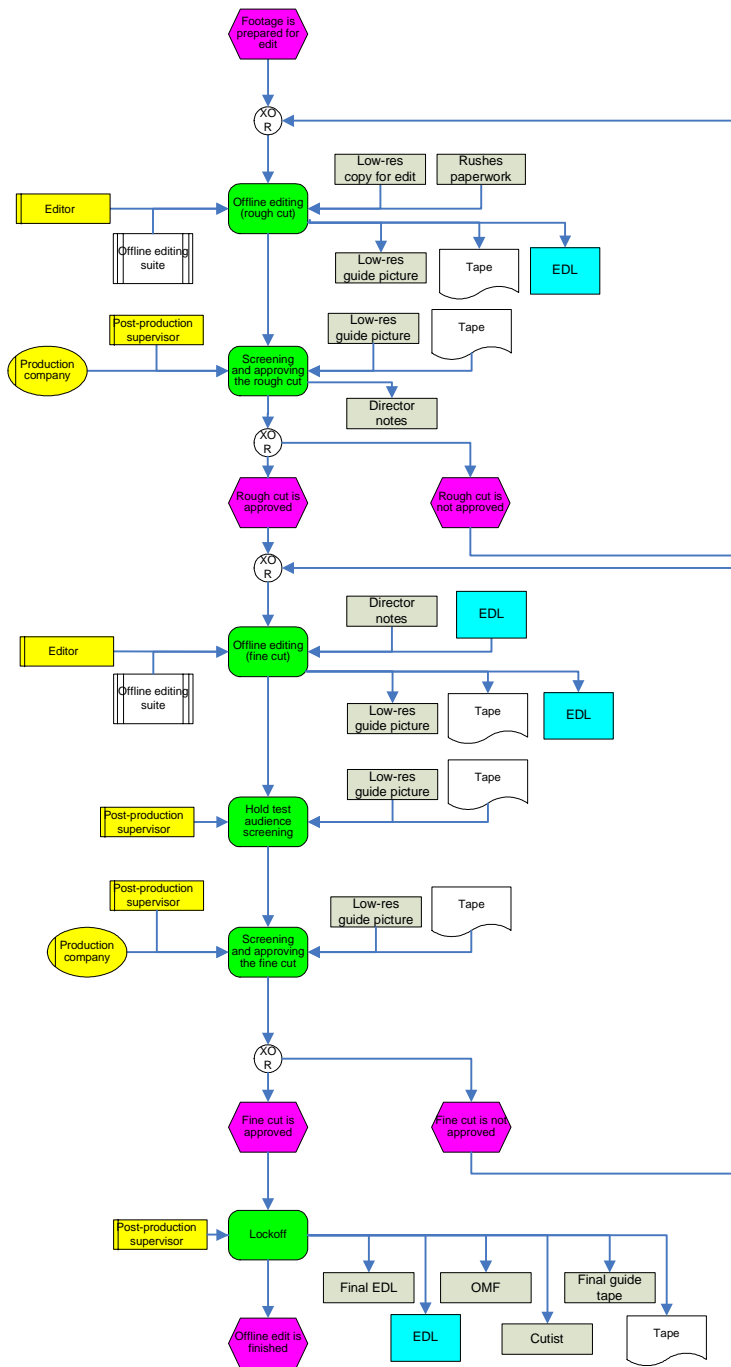 Footage is
prepared for
edit
XO
R
Low-res
copy for edit
Rushes
paperwork
Editor
Offline editing
(rough cut)
Offline editing
suite
Low-res
guide picture
Tape
EDL
Post-production
supervisor
Low-res
guide picture
Tape
Production
company
Screening
and approving
the rough cut
Director
notes
XO
R
Rough cut is
approved
Rough cut is
not approved
XO
R
Director
notes
EDL
Editor
Offline editing
(fine cut)
Offline editing
suite
Low-res
guide picture
Tape
EDL
Low-res
guide picture
Tape
Post-production
supervisor
Hold test
audience
screening
Post-production
supervisor
Low-res
guide picture
Tape
Production
company
Screening
and approving
the fine cut
XO
R
Fine cut is
approved
Fine cut is not
approved
Post-production
supervisor
Lockoff
Final EDL
OMF
Final guide
tape
EDL
Cutist
Tape
Offline edit is
finished